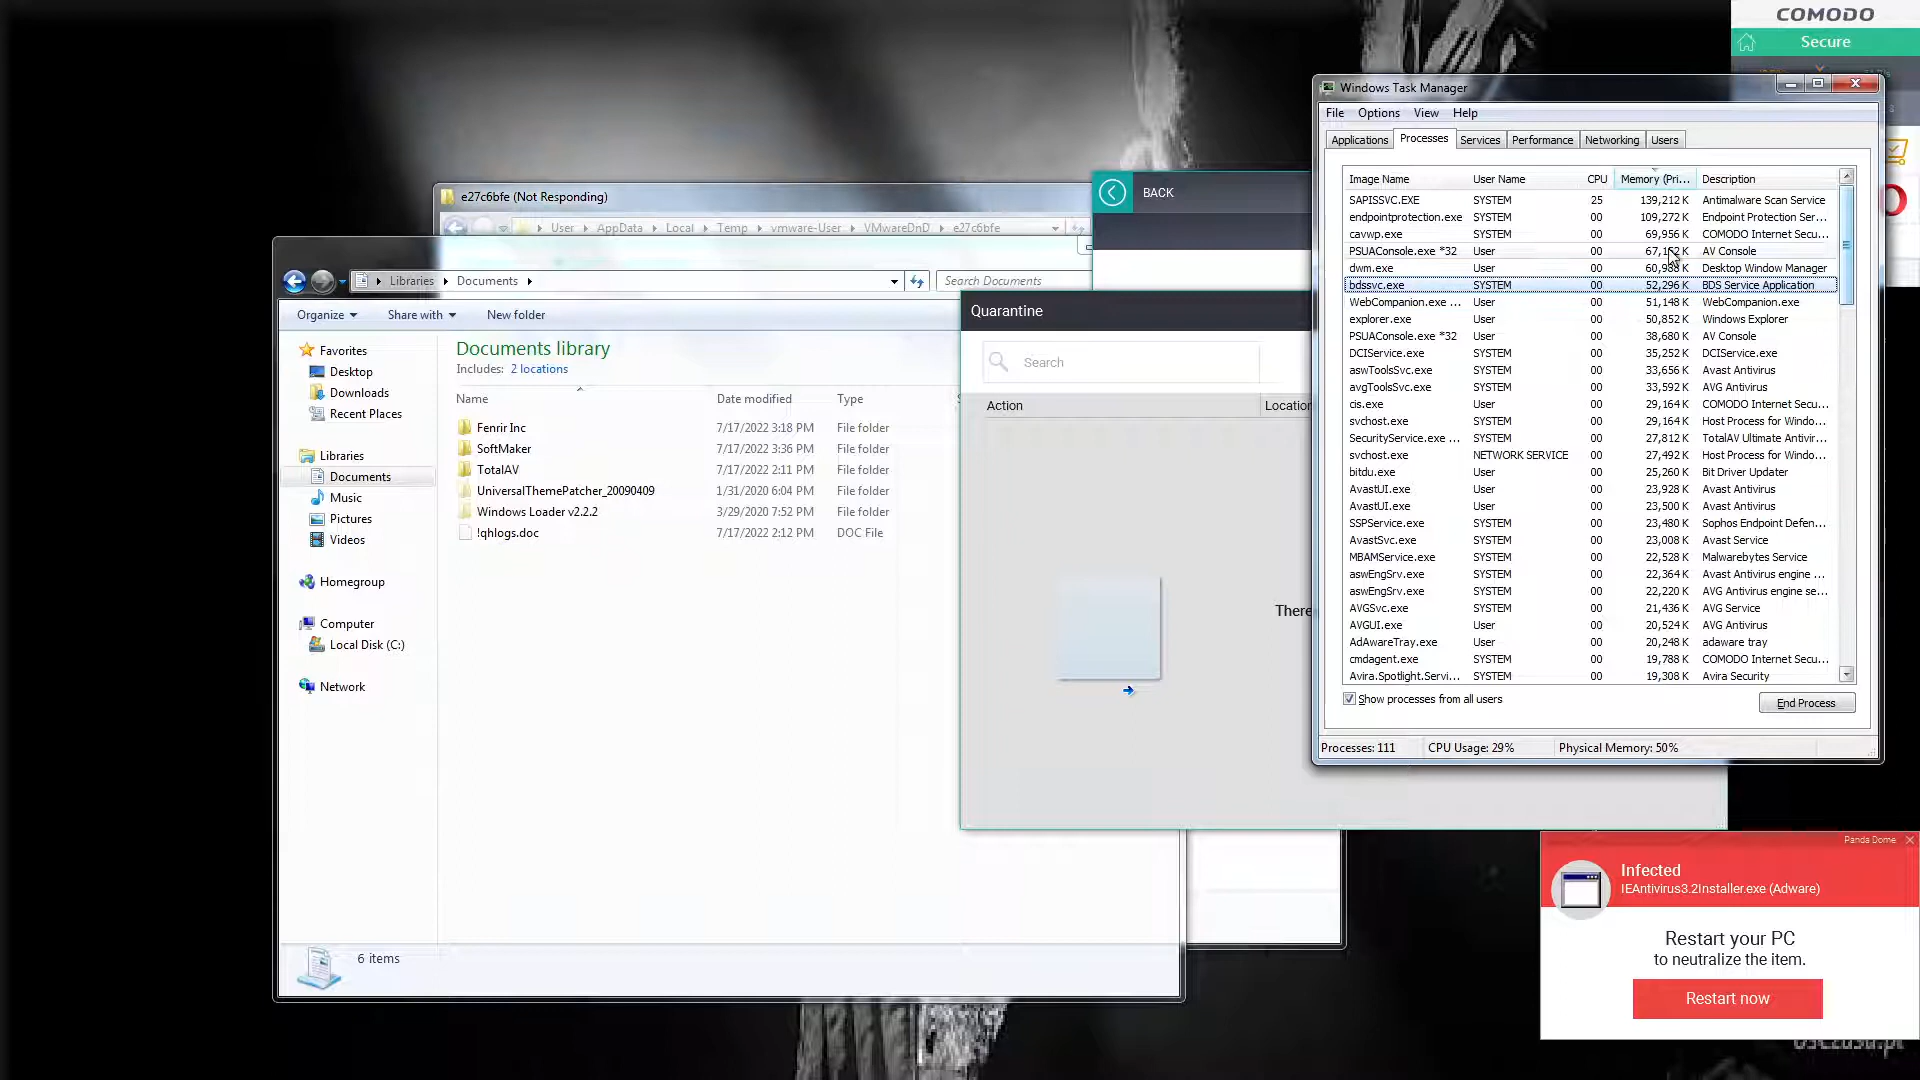 COMODO
Secure
Windows Task Manager
File Options View Help
Applications Processes Services Performance Networking Users
Image Name User Name CPU Memory (Pri... Description
SAPISSVC.EXE SYSTEM 25 139,212 K Antimalware Scan Service
endpointprotection.exe SYSTEM 00 109,272 K Endpoint Protection Ser...
cavwp.exe SYSTEM 00 69,956 K COMODO Internet Secu...
PSUAConsole.exe *32 User 00 K AV Console
dwm.exe User 00 60,988 K Desktop Window Manager
bdssvc.exe SYSTEM 00 52,296 K BDS Service Application
WebCompanion.exe ... User 00 51,148 K WebCompanion.exe
explorer.exe User 00 50,852 K Windows Explorer
PSUAConsole.exe *32 User 00 38,680 K AV Console
DCIService.exe SYSTEM 00 35,252 K DCIService.exe
aswToolsSvc.exe SYSTEM 00 33,656 K Avast Antivirus
avgToolsSvc.exe SYSTEM 00 33,592 K AVG Antivirus
cis.exe User 00 29,164 K COMODO Internet Secu...
svchost.exe SYSTEM 00 29,164 K Host Process for Windo...
SecurityService.exe ... SYSTEM 00 27,812 K TotalAV Ultimate Antivir...
svchost.exe NETWORK SERVICE 00 27,492 K Host Process for Windo...
bitdu.exe User 00 25,260 K Bit Driver Updater
AvastUI.exe User 00 23,928 K Avast Antivirus
AvastUI.exe User 00 23,500 K Avast Antivirus
SSPService.exe SYSTEM 00 23,480 K Sophos Endpoint Defen...
AvastSvc.exe SYSTEM 00 23,008 K Avast Service
MBAMService.exe SYSTEM 00 22,528 K Malwarebytes Service
aswEngSrv.exe SYSTEM 00 22,364 K Avast Antivirus engine ...
aswEngSrv.exe SYSTEM 00 22,220 K AVG Antivirus engine se...
AVGSvc.exe SYSTEM 00 21,436 K AVG Service
AVGUI.exe User 00 20,524 K AVG Antivirus
AdAwareTray.exe User 00 20,248 K adaware tray
cmdagent.exe SYSTEM 00 19,788 K COMODO Internet Secu...
Avira.Spotlight.Servi... SYSTEM 00 19,308 K Avira Security
Show processes from all users
End Process
Processes: 111 CPU Usage: 29% Physical Memory: 50%
e27c6bfe (Not Responding)
User AppData Local Temp vmware-User VMwareDnD e27c6bfe
BACK
Libraries Documents
Search Documents
Organize Share with New folder
Favorites
Desktop
Downloads
Recent Places
Libraries
Documents
Music
Pictures
Videos
Homegroup
Computer
Local Disk (C:)
Network
Documents library
Includes: 2 locations
Name Date modified Type
Fenrir Inc 7/17/2022 3:18 PM File folder
SoftMaker 7/17/2022 3:36 PM File folder
TotalAV 7/17/2022 2:11 PM File folder
UniversalThemePatcher_20090409 1/31/2020 6:04 PM File folder
Windows Loader v2.2.2 3/29/2020 7:52 PM File folder
!qhlogs.doc 7/17/2022 2:12 PM DOC File
6 items
Quarantine
Search
Action Location
There
Panda Dome
Infected
IEAntivirus3.2Installer.exe (Adware)
Restart your PC
to neutralize the item.
Restart now